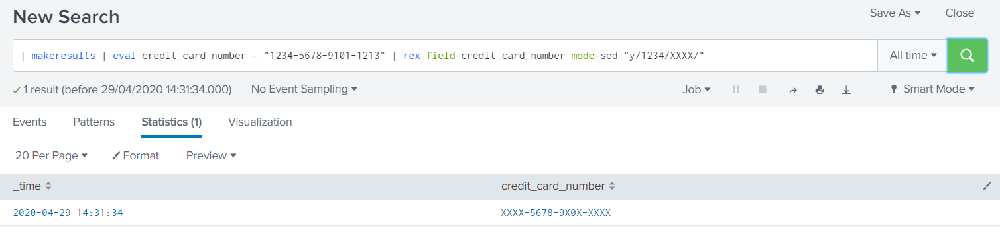 New Search
Save As Close
| makeresults | eval credit_card_number = "1234-5678-9101-1213" | rex field=credit_card_number mode=sed "y/1234/XXXX/"
All time
1 result (before 29/04/2020 14:31:34.000) No Event Sampling Job Smart Mode
Events Patterns Statistics (1) Visualization
20 Per Page Format Preview
_time credit_card_number
2020-04-29 14:31:34 XXXX-5678-9X0X-XXXX